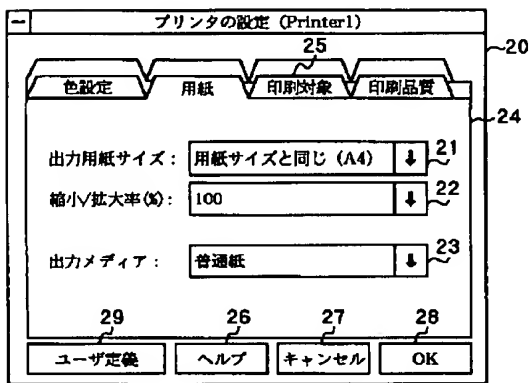 プリンタの設定 (Printer1)
20
25
色設定 用紙 印刷対象 印刷品質
24
出力用紙サイズ： 用紙サイズと同じ (A4) ↓ 21
縮小/拡大率(%)： 100 ↓ 22
出力メディア： 普通紙 ↓ 23
29 26 27 28
ユーザ定義 ヘルプ キャンセル OK